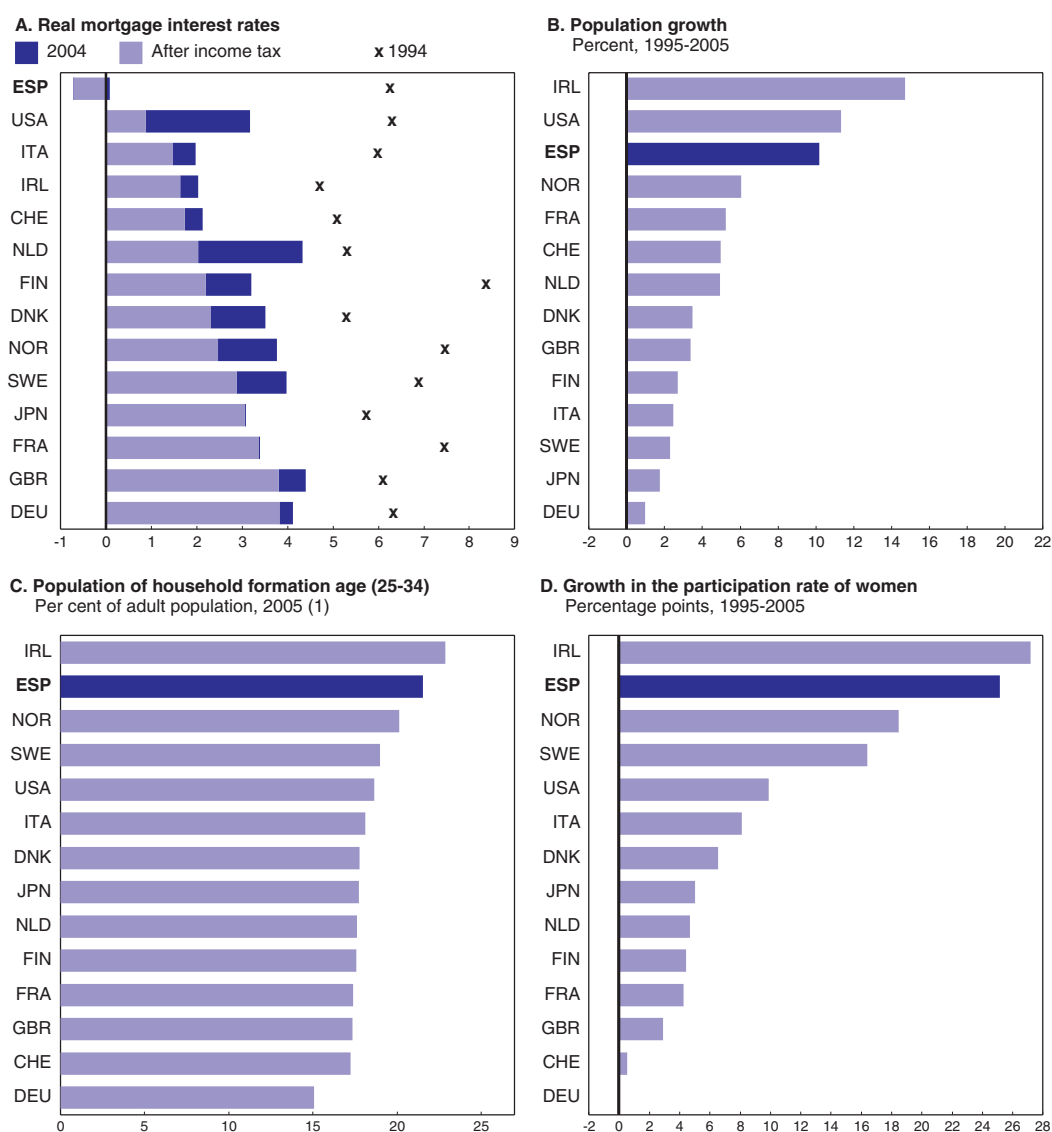 A. Real mortgage interest rates
2004 After income tax x 1994
ESP
USA
ITA
IRL
CHE
NLD
FIN
DNK
NOR
SWE
JPN
FRA
GBR
DEU
-1 0 1 2 3 4 5 6 7 8 9
B. Population growth
Percent, 1995-2005
IRL
USA
ESP
NOR
FRA
CHE
NLD
DNK
GBR
FIN
ITA
SWE
JPN
DEU
-2 0 2 4 6 8 10 12 14 16 18 20 22
C. Population of household formation age (25-34)
Per cent of adult population, 2005 (1)
IRL
ESP
NOR
SWE
USA
ITA
DNK
JPN
NLD
FIN
FRA
GBR
CHE
DEU
0 5 10 15 20 25
D. Growth in the participation rate of women
Percentage points, 1995-2005
IRL
ESP
NOR
SWE
USA
ITA
DNK
JPN
NLD
FIN
FRA
GBR
CHE
DEU
-2 0 2 4 6 8 10 12 14 16 18 20 22 24 26 28